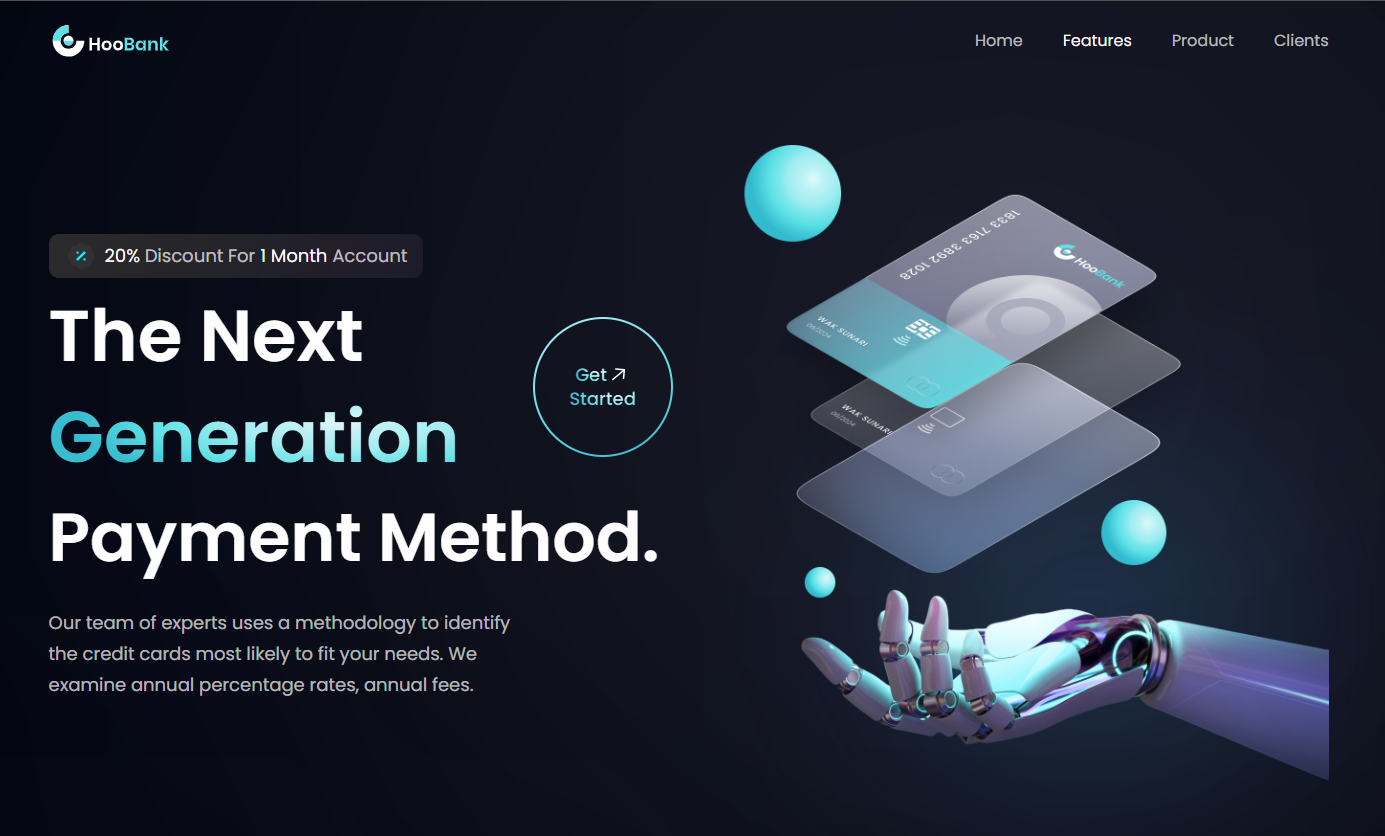 HooBank
Home Features Product Clients
20% Discount For 1 Month Account
The Next
Generation
Payment Method.
Get
Started
Our team of experts uses a methodology to identify
the credit cards most likely to fit your needs. We
examine annual percentage rates, annual fees.
1833 7163 3892 1028
HooBank
WAK SUNARI
06/2024
WAK SUNARI
06/2024